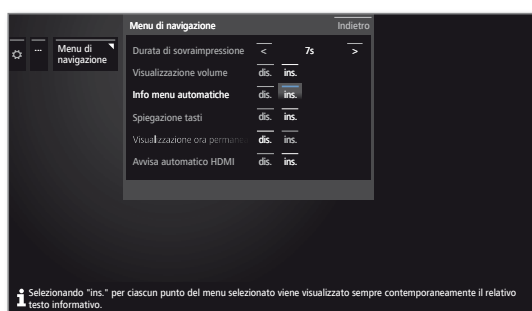 Menu di navigazione
Indietro
... Menu di
navigazione
Durata di sovraimpressione < 7s >
Visualizzazione volume dis. ins.
Info menu automatiche dis. ins.
Spiegazione tasti dis. ins.
Visualizzazione ora permane dis. ins.
Avvisa automatico HDMI dis. ins.
Selezionando "ins." per ciascun punto del menu selezionato viene visualizzato sempre contemporaneamente il relativo
testo informativo.